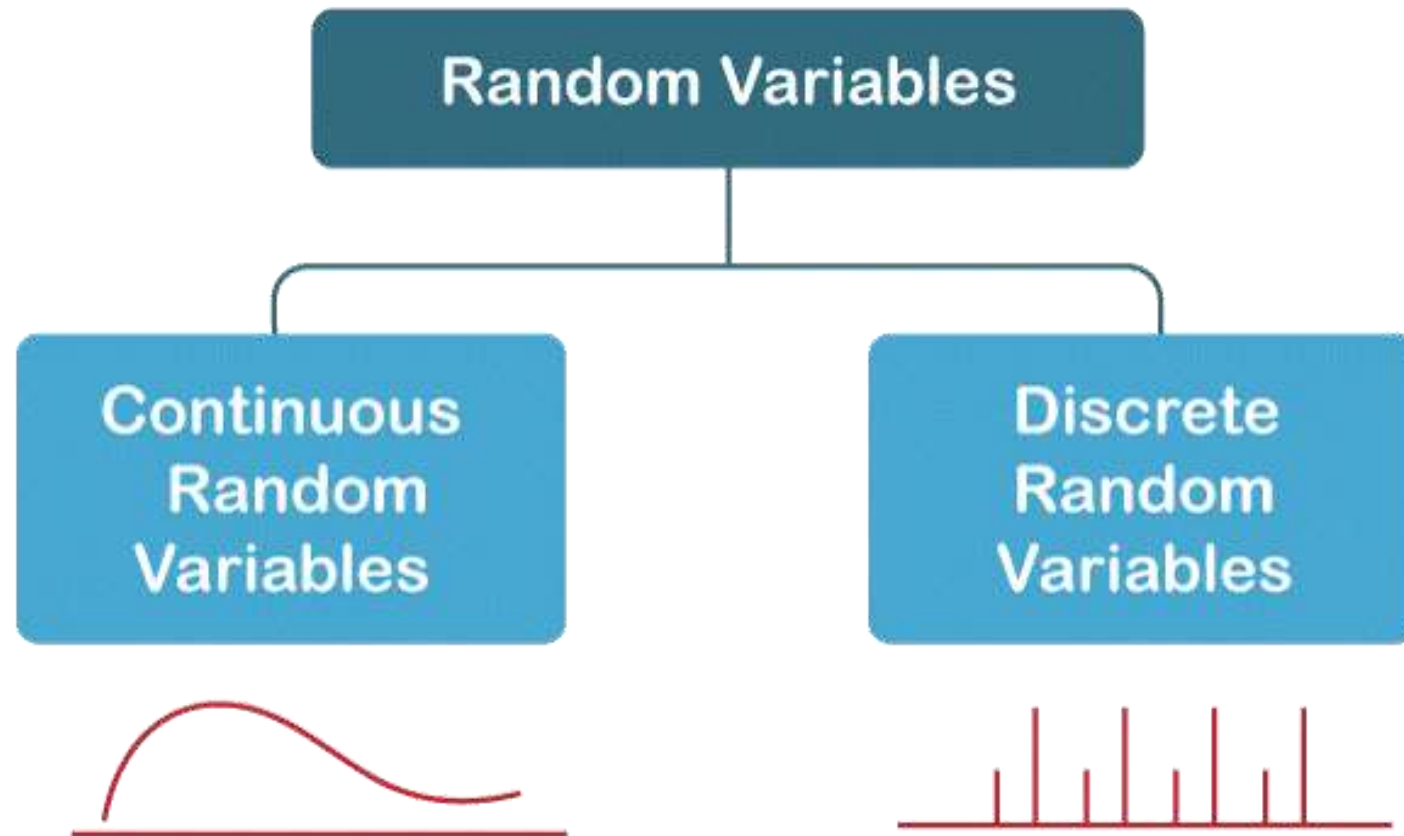 Random Variables
Continuous
Random
Variables
Discrete
Random
Variables